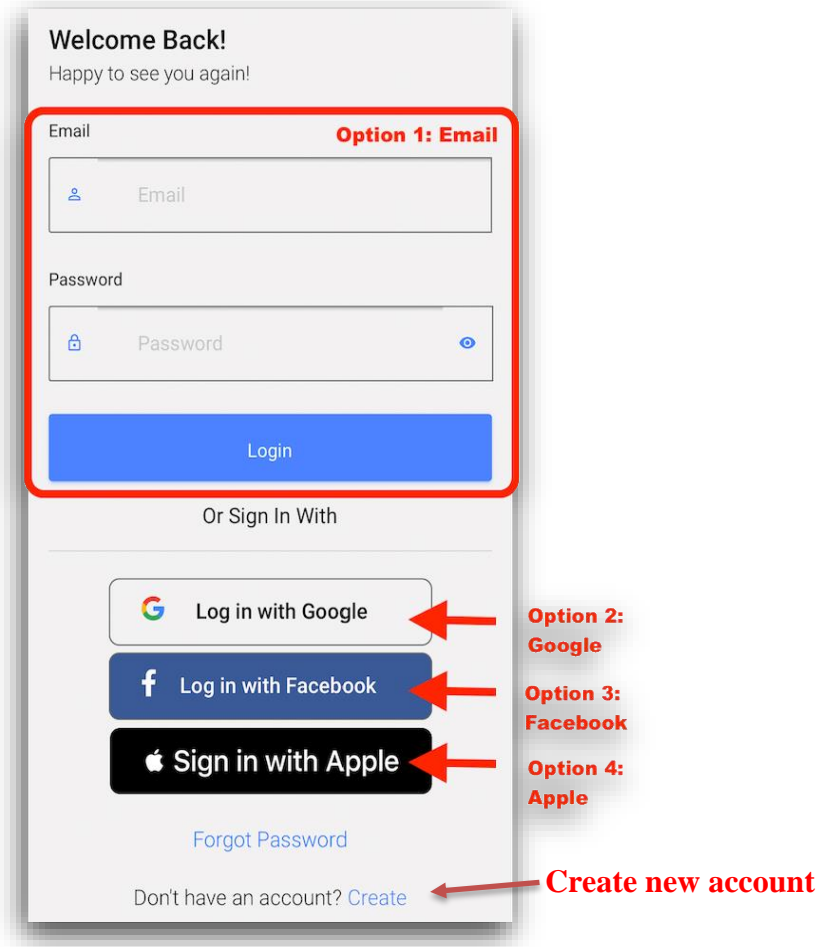 Welcome Back!
Happy to see you again!
Email
Option 1: Email
Email
Password
Password
Login
Or Sign In With
Log in with Google
Option 2:
Google
Log in with Facebook
Option 3:
Facebook
Sign in with Apple
Option 4:
Apple
Forgot Password
Don't have an account? Create
Create new account